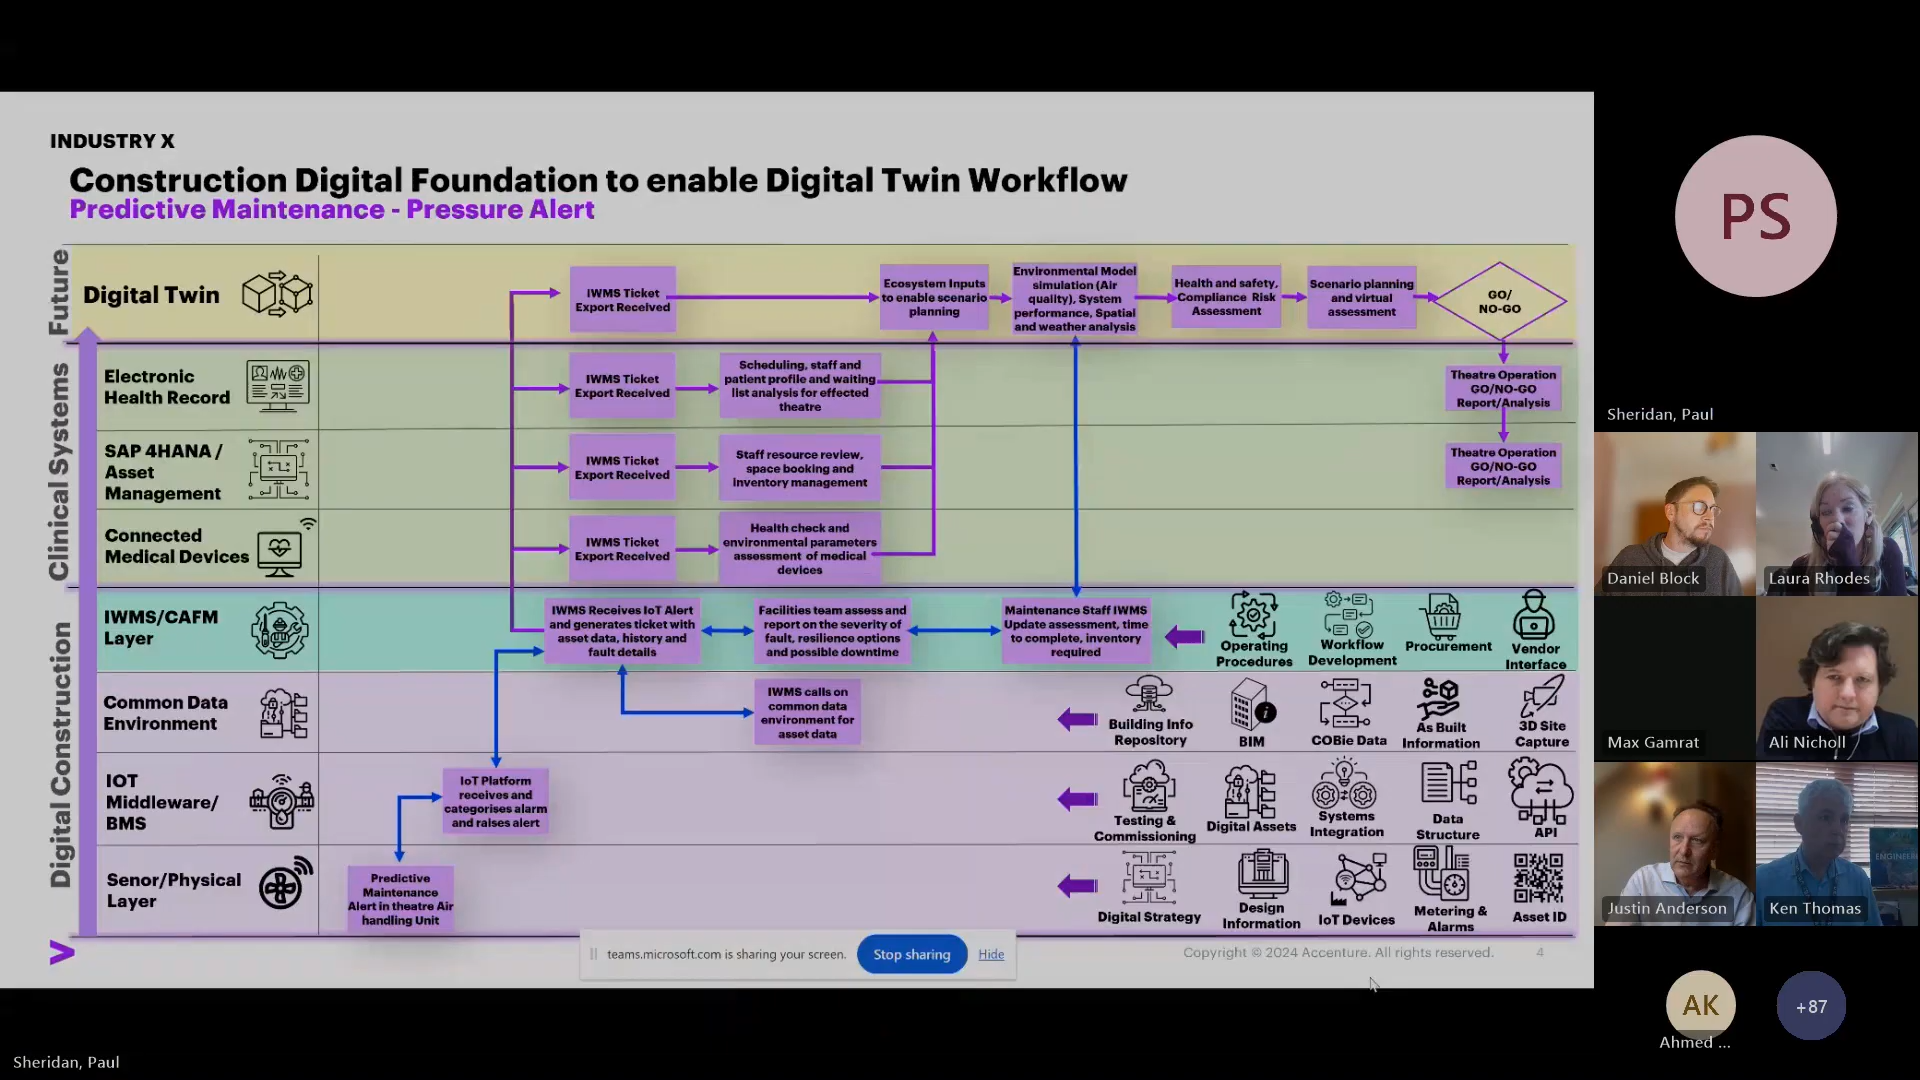 INDUSTRY X
Construction Digital Foundation to enable Digital Twin Workflow
Predictive Maintenance - Pressure Alert
Future
Digital Twin
IWMS Ticket
Export Received
Ecosystem Inputs
to enable scenario
planning
Environmental Model
simulation (Air
quality), System
performance, Spatial
and weather analysis
Health and safety,
Compliance Risk
Assessment
Scenario planning
and virtual
assessment
GO/
NO-GO
Clinical Systems
Electronic
Health Record
IWMS Ticket
Export Received
Scheduling, staff and
patient profile and waiting
list analysis for effected
theatre
Theatre Operation
GO/NO-GO
Report/Analysis
SAP 4HANA /
Asset
Management
IWMS Ticket
Export Received
Staff resource review,
space booking and
inventory management
Theatre Operation
GO/NO-GO
Report/Analysis
Connected
Medical Devices
IWMS Ticket
Export Received
Health check and
environmental parameters
assessment of medical
devices
Digital Construction
IWMS/CAFM
Layer
IWMS Receives IoT Alert
and generates ticket with
asset data, history and
fault details
Facilities team assess and
report on the severity of
fault, resilience options
and possible downtime
Maintenance Staff IWMS
Update assessment, time
to complete, inventory
required
Operating
Procedures
Workflow
Development
Procurement
Vendor
Interface
Common Data
Environment
IWMS calls on
common data
environment for
asset data
Building Info
Repository
BIM
COBie Data
As Built
Information
3D Site
Capture
IOT
Middleware/
BMS
IoT Platform
receives and
categorises alarm
and raises alert
Testing &
Commissioning
Digital Assets
Systems
Integration
Data
Structure
API
Senor/Physical
Layer
Predictive
Maintenance
Alert in theatre Air
handling Unit
Digital Strategy
Design
Information
IoT Devices
Metering &
Alarms
Asset ID
teams.microsoft.com is sharing your screen.
Stop sharing
Hide
Copyright © 2024 Accenture. All rights reserved.
4
PS
Sheridan, Paul
Daniel Block
Laura Rhodes
Max Gamrat
Ali Nicholl
Justin Anderson
Ken Thomas
ENGINEER
AK
Ahmed ...
+87
Sheridan, Paul